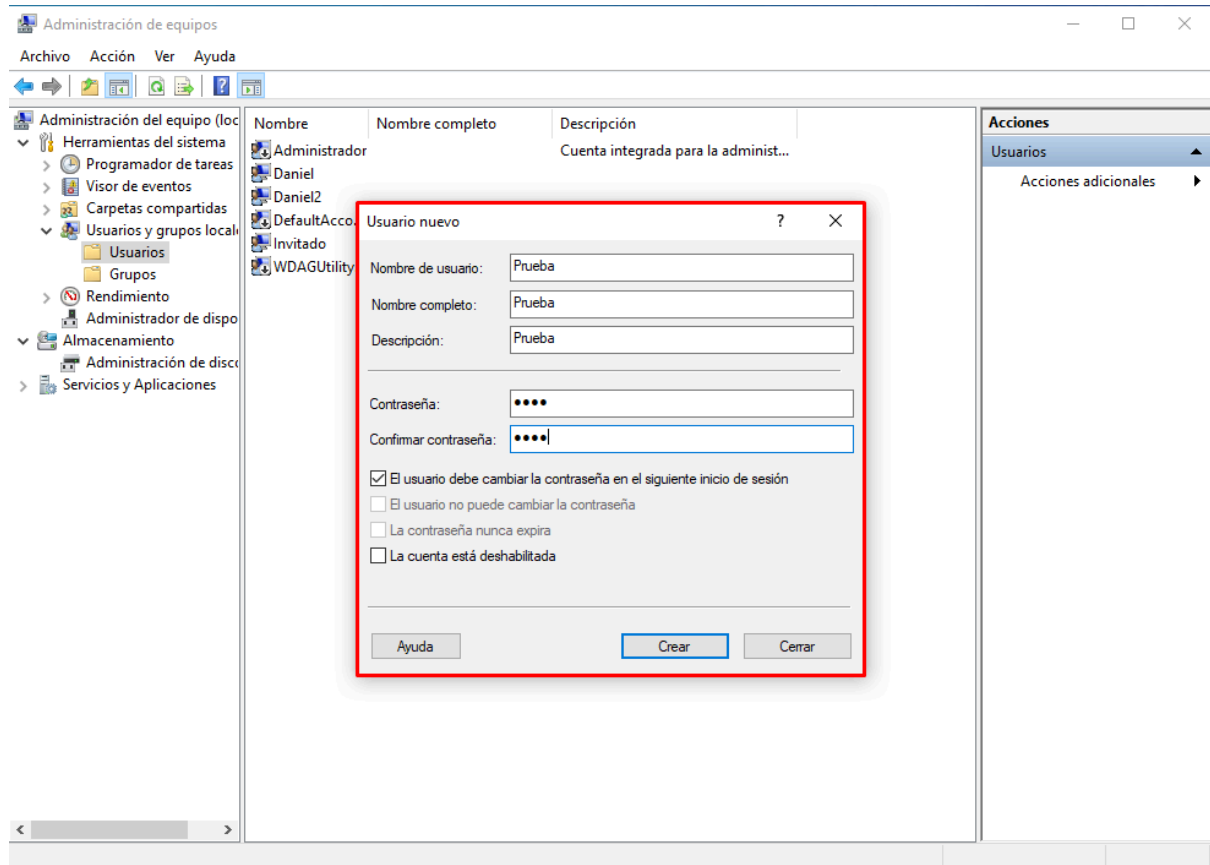 Administración de equipos
Archivo Acción Ver Ayuda
Administración del equipo (loc
Herramientas del sistema
Programador de tareas
Visor de eventos
Carpetas compartidas
Usuarios y grupos locale
Usuarios
Grupos
Rendimiento
Administrador de dispo
Almacenamiento
Administración de disco
Servicios y Aplicaciones
Nombre Nombre completo Descripción
Administrador Cuenta integrada para la administ...
Daniel
Daniel2
DefaultAcco.
Invitado
WDAGUtility
Usuario nuevo ?
Nombre de usuario: Prueba
Nombre completo: Prueba
Descripción: Prueba
Contraseña: ••••
Confirmar contraseña: ••••
El usuario debe cambiar la contraseña en el siguiente inicio de sesión
El usuario no puede cambiar la contraseña
La contraseña nunca expira
La cuenta está deshabilitada
Ayuda Crear Cerrar
Acciones
Usuarios
Acciones adicionales